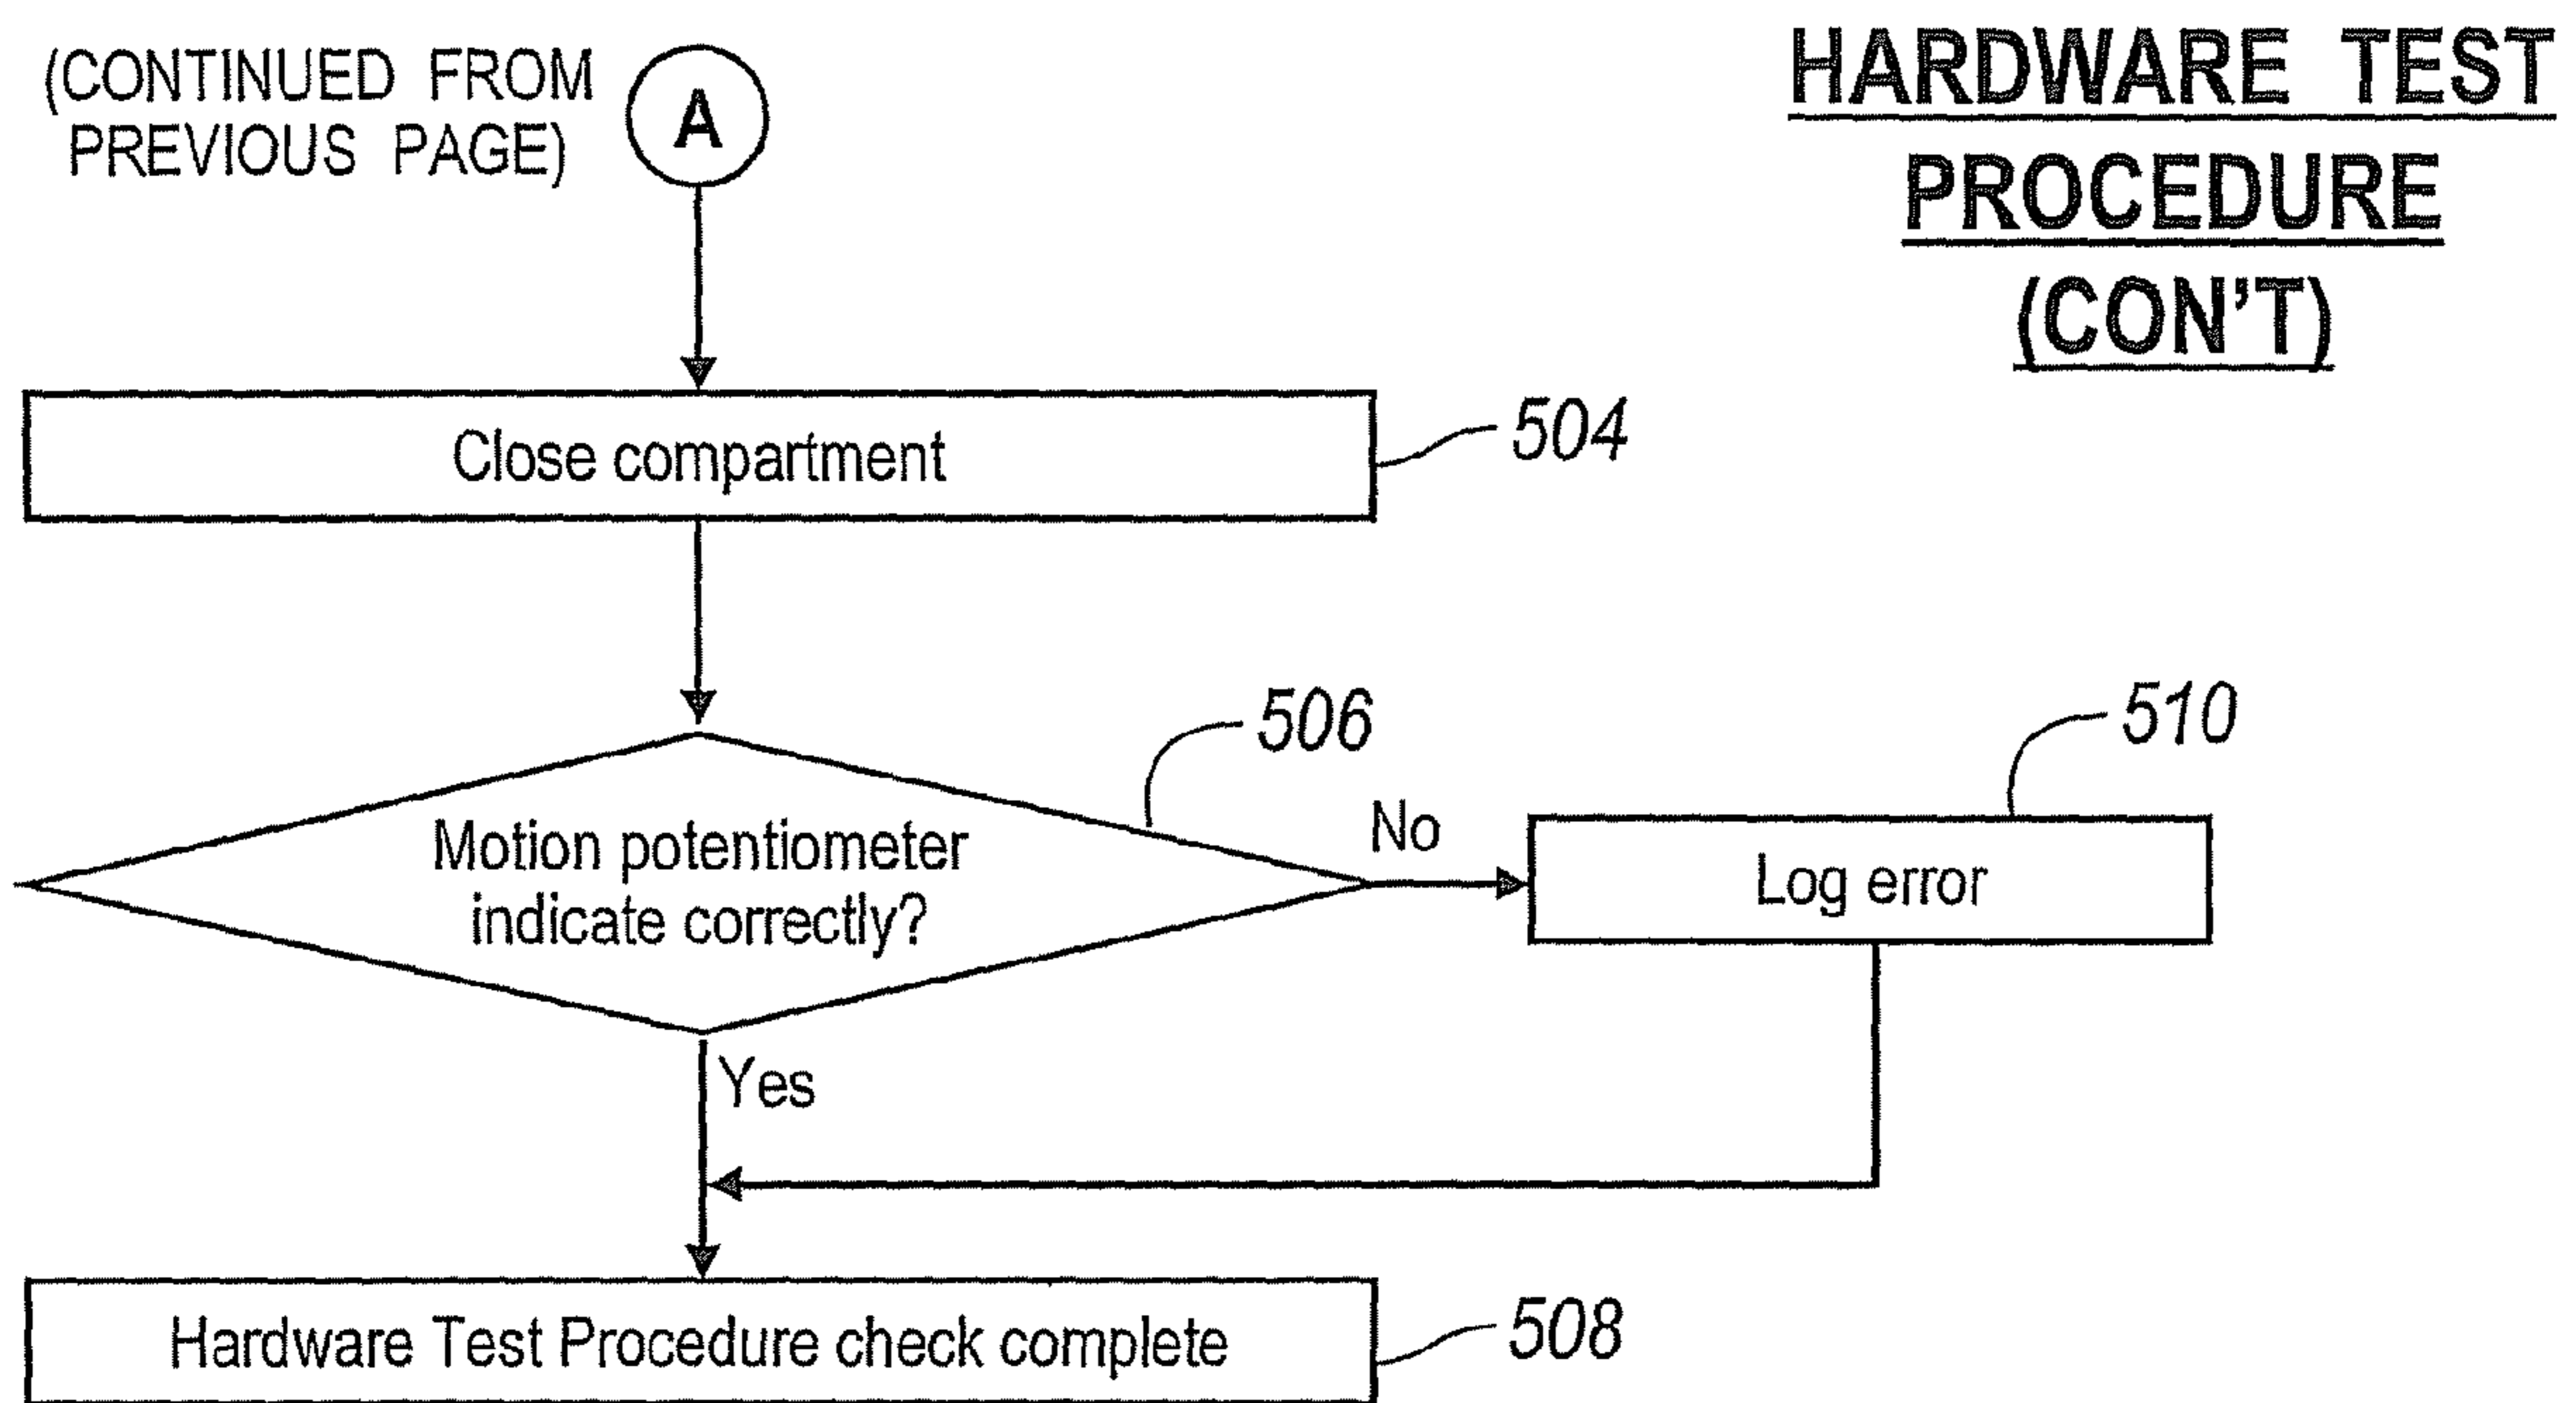 (CONTINUED FROM
PREVIOUS PAGE)
A
HARDWARE TEST
PROCEDURE
(CON'T)
Close compartment
504
Motion potentiometer
indicate correctly?
506
No
Log error
510
Yes
Hardware Test Procedure check complete
508